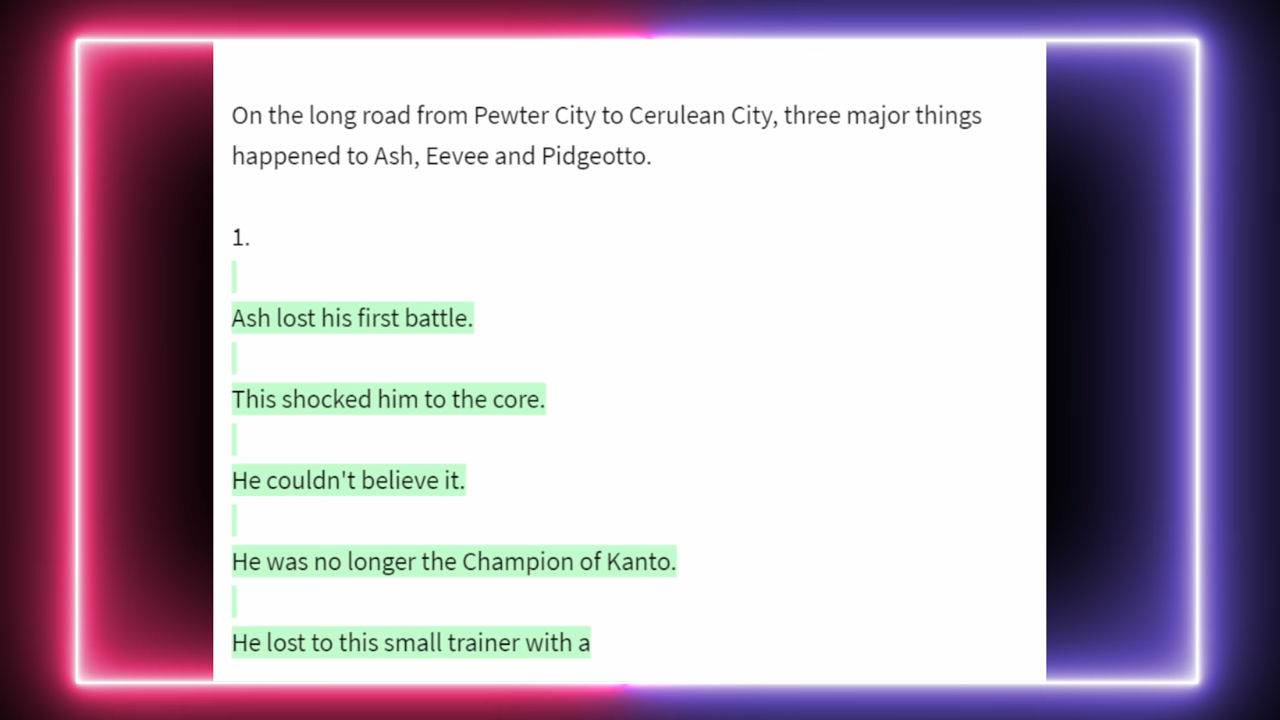 On the long road from Pewter City to Cerulean City, three major things
happened to Ash, Eevee and Pidgeotto.
1.
Ash lost his first battle.
This shocked him to the core.
He couldn't believe it.
He was no longer the Champion of Kanto.
He lost to this small trainer with a